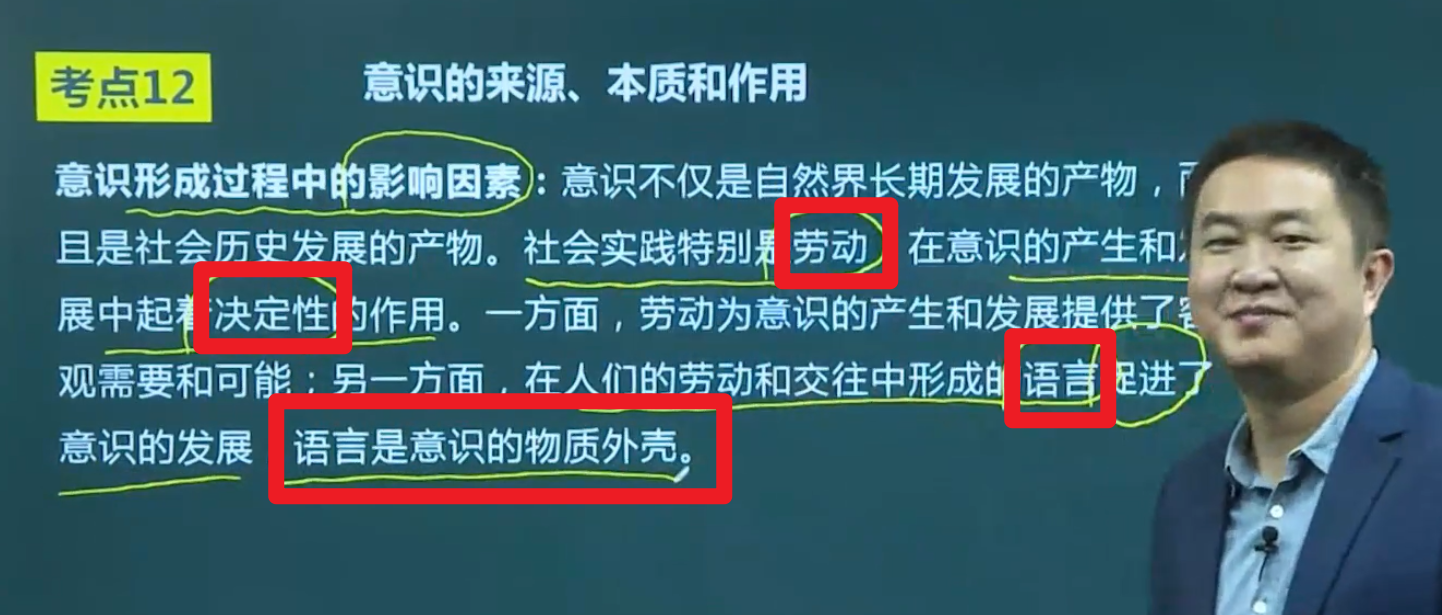 考点12
意识的来源、本质和作用
意识形成过程中的影响因素：意识不仅是自然界长期发展的产物，
且是社会历史发展的产物。社会实践特别是劳动 在意识的产生和
展中起着决定性的作用。一方面，劳动为意识的产生和发展提供了
观需要和可能；另一方面，在人们的劳动和交往中形成的语言促进了
意识的发展 语言是意识的物质外壳。